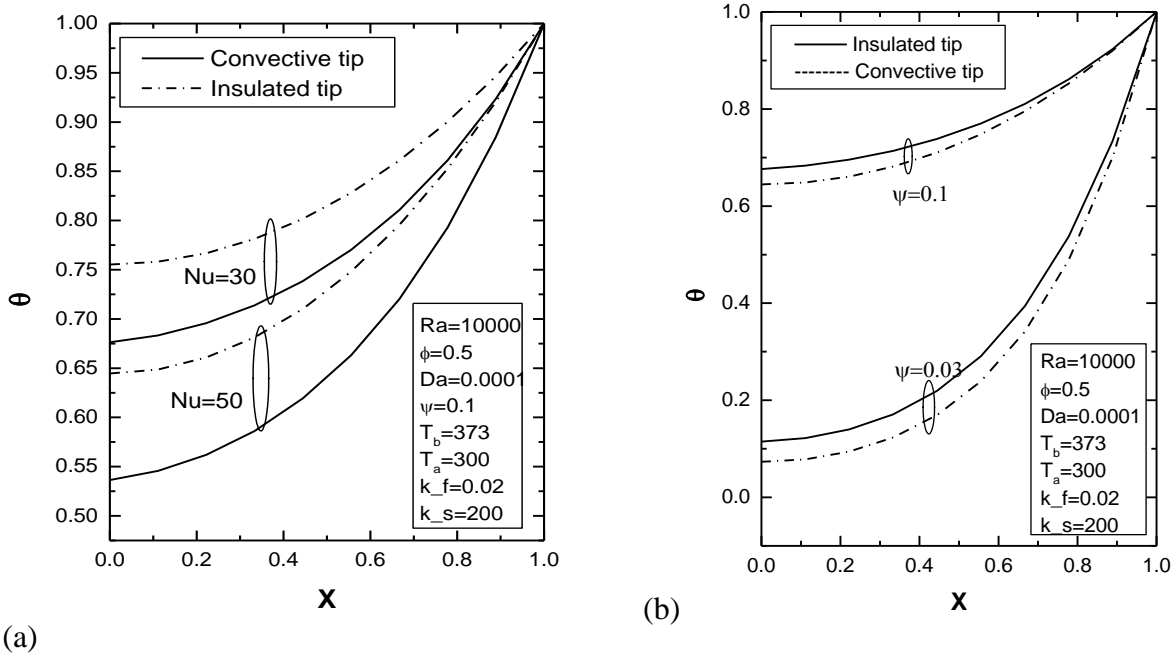 1.00
0.95
0.90
0.85
0.80
0.75
0.70
0.65
0.60
0.55
0.50
θ
Convective tip
Insulated tip
Nu=30
Nu=50
Ra=10000
ϕ=0.5
Da=0.0001
ψ=0.1
T_b=373
T_a=300
k_f=0.02
k_s=200
0.0 0.2 0.4 0.6 0.8 1.0
X
(a)
1.0
0.8
0.6
0.4
0.2
0.0
θ
Insulated tip
Convective tip
ψ=0.1
ψ=0.03
Ra=10000
ϕ=0.5
Da=0.0001
T_b=373
T_a=300
k_f=0.02
k_s=200
0.0 0.2 0.4 0.6 0.8 1.0
X
(b)